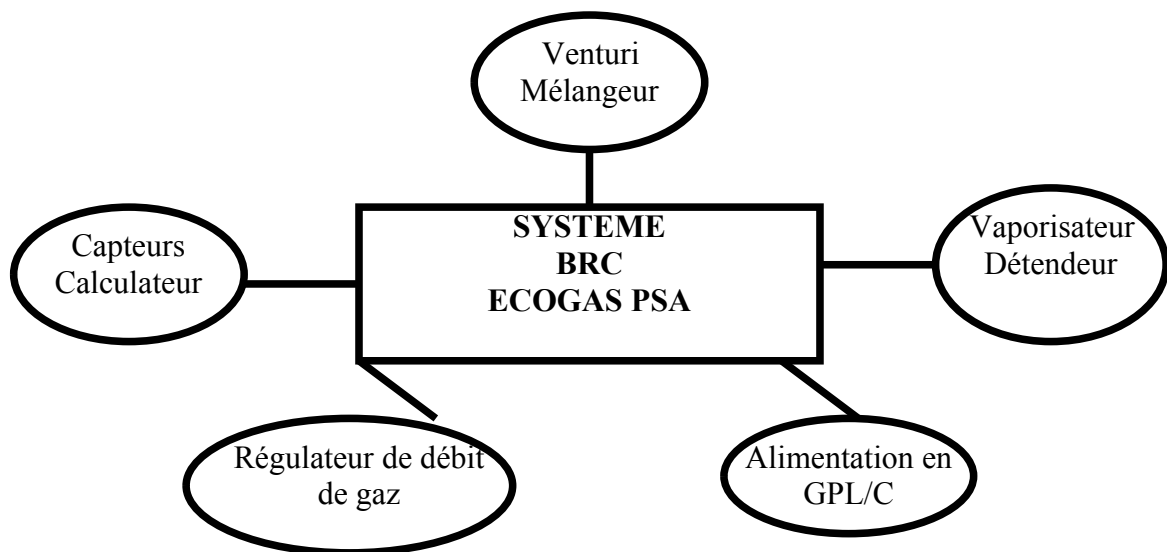 Venturi
Mélangeur
Capteurs
Calculateur
SYSTEME
BRC
ECOGAS PSA
Vaporisateur
Détendeur
Régulateur de débit
de gaz
Alimentation en
GPL/C